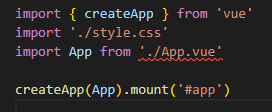 import { createApp } from 'vue'
import './style.css'
import App from './App.vue'
createApp(App).mount('#app')